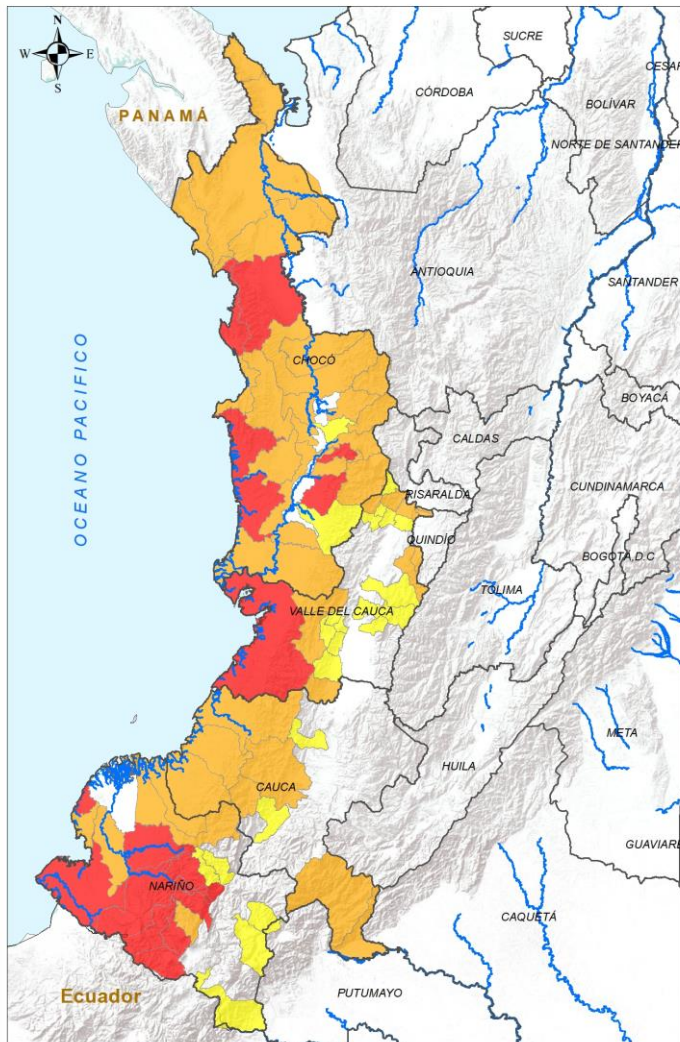 N
W E
S
SUCRE
CESAR
CÓRDOBA
BOLÍVAR
PANAMÁ
NORTE DE SANTANDER
ANTIOQUIA
SANTANDER
OCEANO PACIFICO
CHOCÓ
BOYACÁ
CALDAS
RISARALDA
CUNDINAMARCA
QUINDÍO
BOGOTÁ, D.C
TOLIMA
VALLE DEL CAUCA
META
HUILA
CAUCA
GUAVIARE
NARIÑO
CAQUETÁ
PUTUMAYO
Ecuador